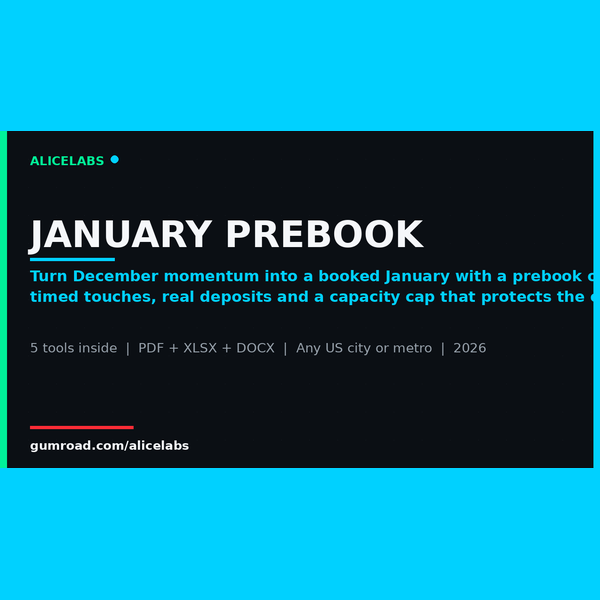 ALICELABS
JANUARY PREBOOK
Turn December momentum into a booked January with a prebook
timed touches, real deposits and a capacity cap that protects the
5 tools inside | PDF + XLSX + DOCX | Any US city or metro | 2026
gumroad.com/alicelabs